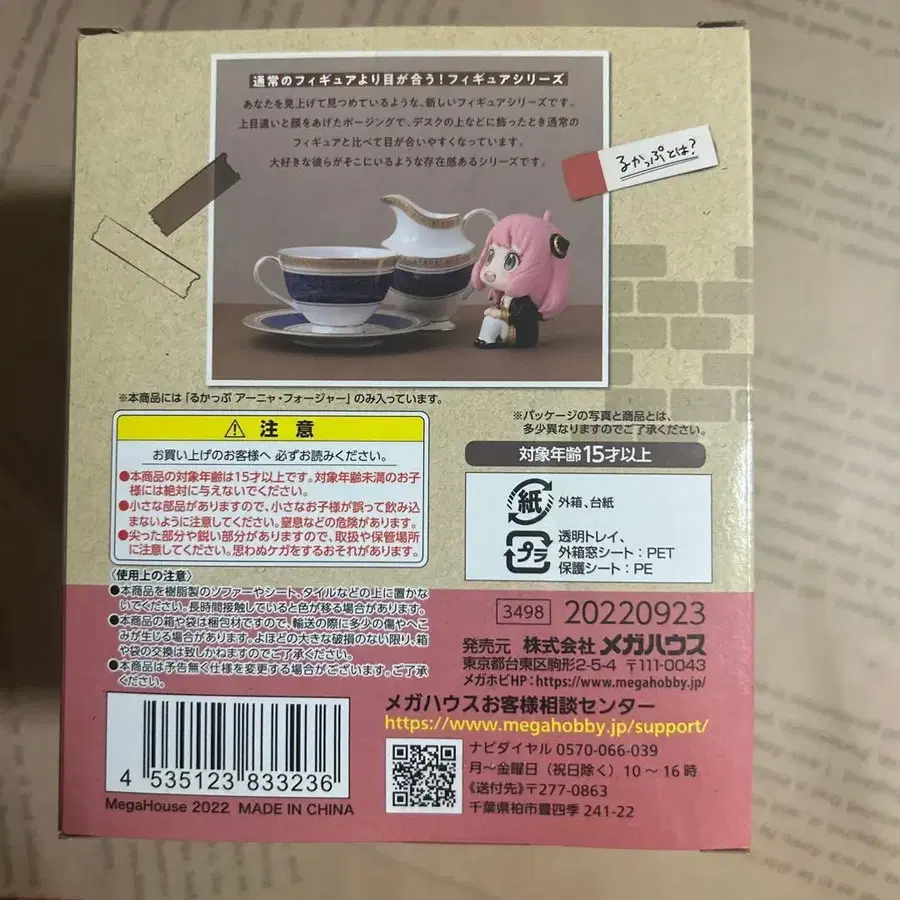 通常のフィギュアより目が合う!フィギュアシリーズ
あなたを見上げて見つめているような、新しいフィギュアシリーズです。
上目遣いと顔をあげたポージングで、デスクの上などに飾ったとき通常の
フィギュアと比べて目が合いやすくなっています。
大好きな彼らがそこにいるような存在感あるシリーズです。
るかっぷとは?
※本商品には「るかっぷ アーニャ・フォージャー」のみ入っています。
※パッケージの写真と商品とは、
多少異なりますのでご了承ください。
⚠ 注意
お買い上げのお客様へ 必ずお読みください。
●本商品の対象年齢は15才以上です。対象年齢未満のお子
様には絶対に与えないでください。
●小さな部品がありますので、小さなお子様が誤って飲み込
まないように注意してください。窒息などの危険があります。
●尖った部分や鋭い部分がありますので、取扱や保管場所
に注意してください。思わぬケガをするおそれがあります。
対象年齢15才以上
紙
外箱、台紙
プラ
透明トレイ、
外箱窓シート:PET
保護シート:PE
〈使用上の注意〉
●本商品を樹脂製のソファーやシート、タイルなどの上に置かな
いでください。長時間接触していると色が移る場合があります。
●本商品の箱や袋は梱包材ですので、輸送の際に多少の傷やへこ
みが生じる場合があります。よほどの大きな破損のない限り、箱
や袋の交換は致しかねますのでご了承ください。
●本商品は予告無く仕様を変更する場合がございます。ご了承
ください。
3498 20220923
発売元 株式会社 メガハウス
東京都台東区駒形2-5-4 〒111-0043
メガホビHP:https://www.megahobby.jp/
メガハウスお客様相談センター
https://www.megahobby.jp/support/
ナビダイヤル 0570-066-039
月~金曜日(祝日除く)10~16時
《送付先》〒277-0863
千葉県柏市豊四季 241-22
4 535123 833236
MegaHouse 2022 MADE IN CHINA